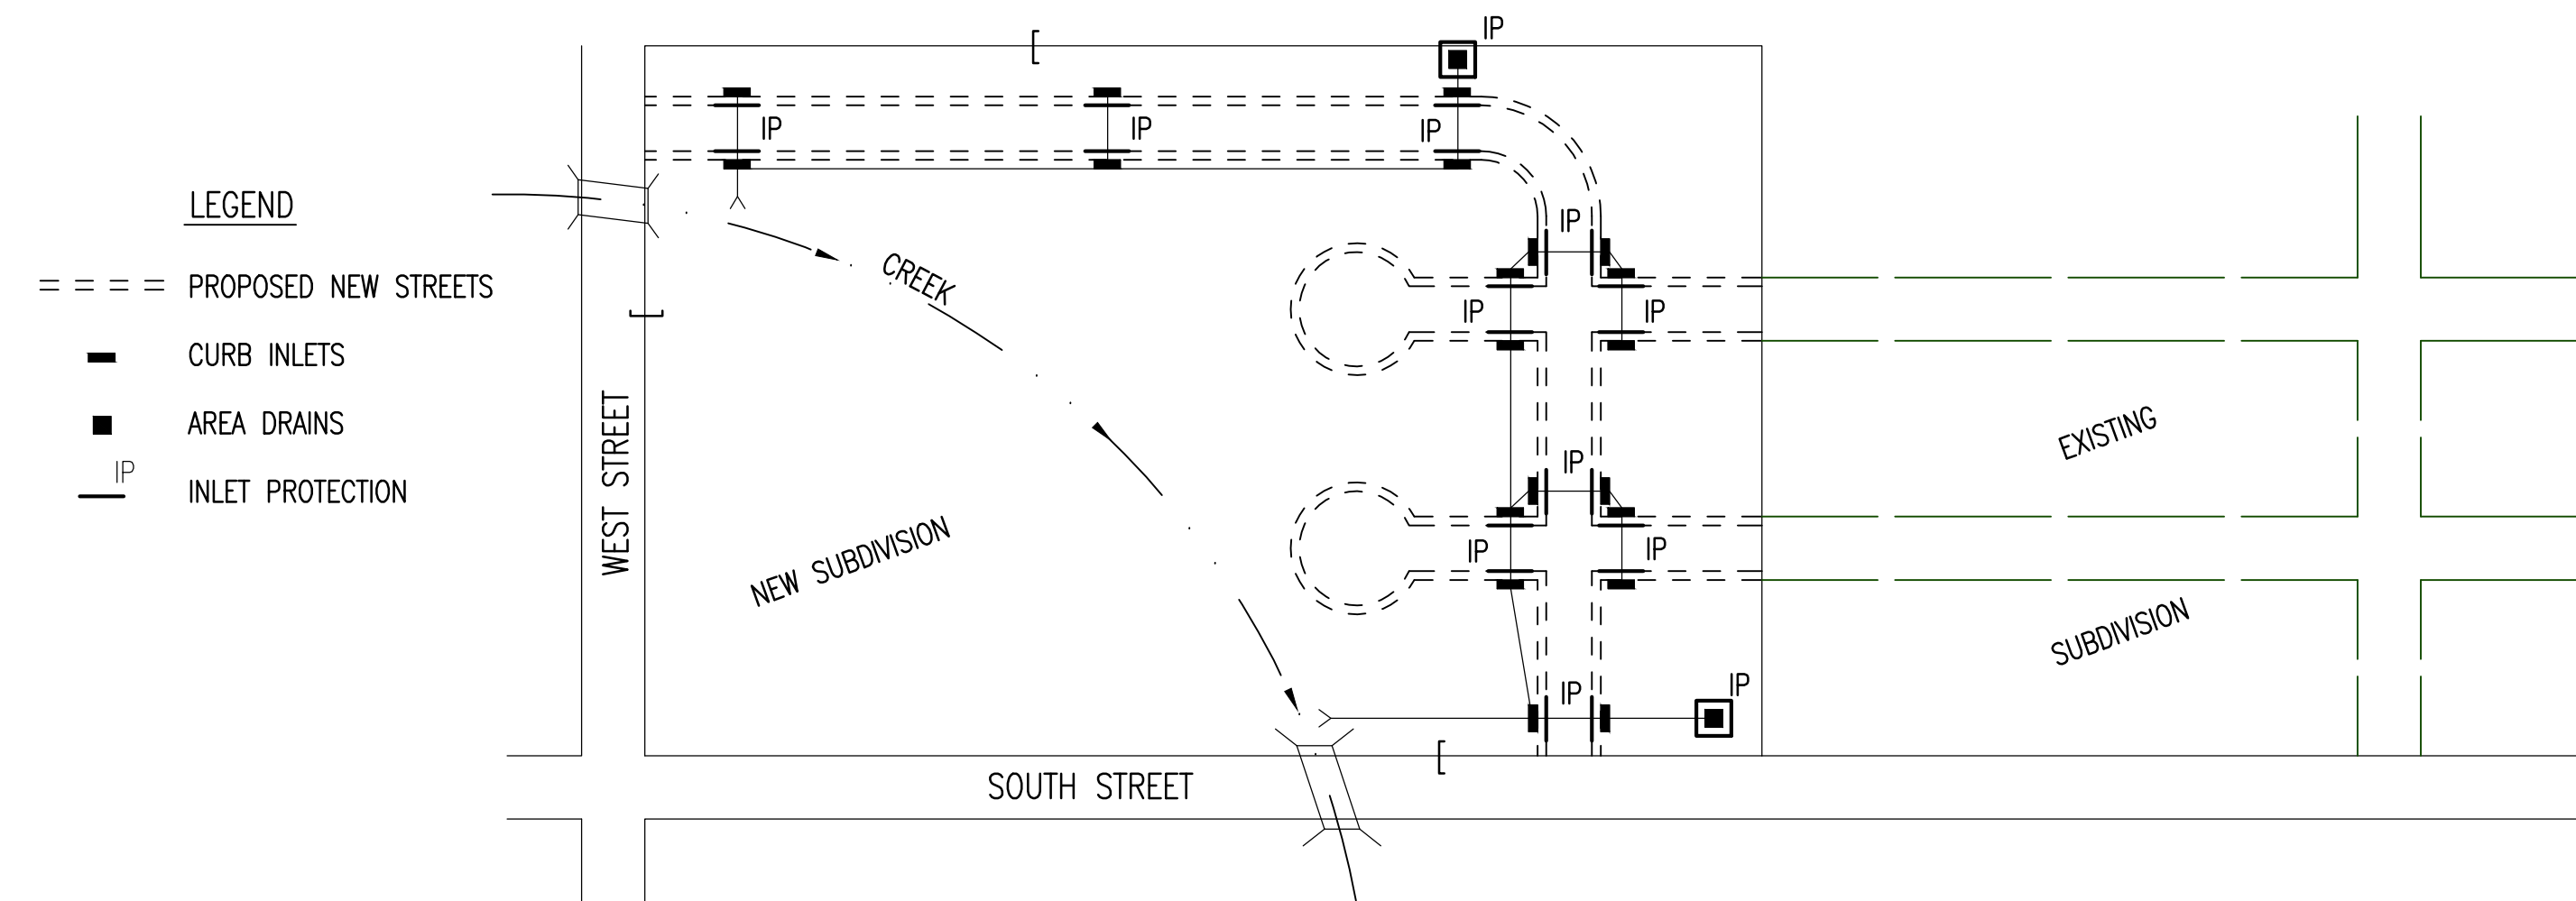 LEGEND
PROPOSED NEW STREETS
CURB INLETS
AREA DRAINS
IP
INLET PROTECTION
IP
IP
IP
IP
IP
CREEK
IP
IP
WEST STREET
EXISTING
IP
NEW SUBDIVISION
IP
IP
SUBDIVISION
IP
IP
SOUTH STREET